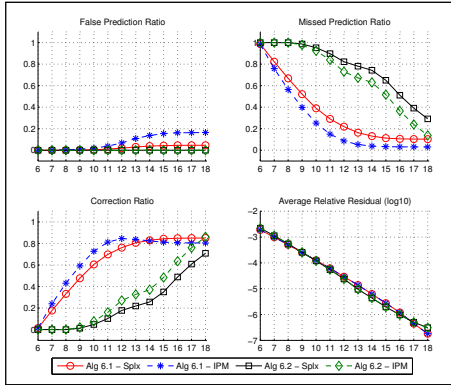 False Prediction Ratio
Missed Prediction Ratio
1
0.8
0.6
0.4
0.2
0
6 7 8 9 10 11 12 13 14 15 16 17 18
1
0.8
0.6
0.4
0.2
0
6 7 8 9 10 11 12 13 14 15 16 17 18
Correction Ratio
Average Relative Residual (log10)
1
0.8
0.6
0.4
0.2
0
6 7 8 9 10 11 12 13 14 15 16 17 18
−2
−3
−4
−5
−6
−7
6 7 8 9 10 11 12 13 14 15 16 17 18
Alg 6.1 − Splx Alg 6.1 − IPM Alg 6.2 − Splx Alg 6.2 − IPM